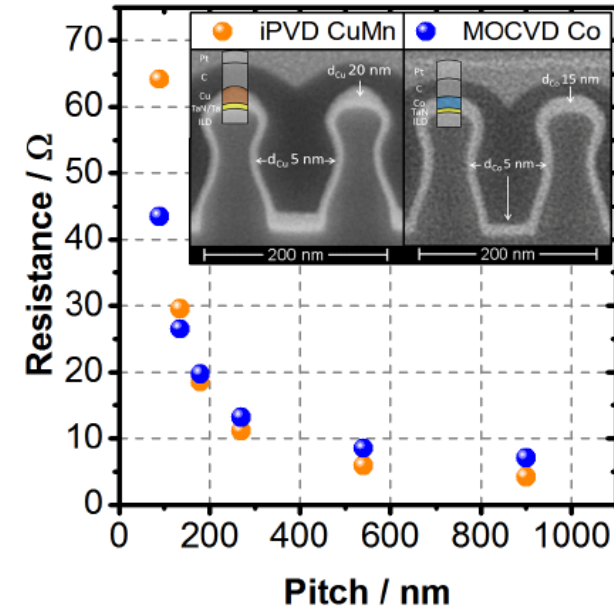 iPVD CuMn
MOCVD Co
Pt
C
Cu
TaN/Ta
ILD
dCu 20 nm
dCu 5 nm
200 nm
Pt
C
Co
TaN
ILD
dCo 15 nm
dCo 5 nm
200 nm
70
60
50
40
30
20
10
0
Resistance / Ω
0 200 400 600 800 1000
Pitch / nm